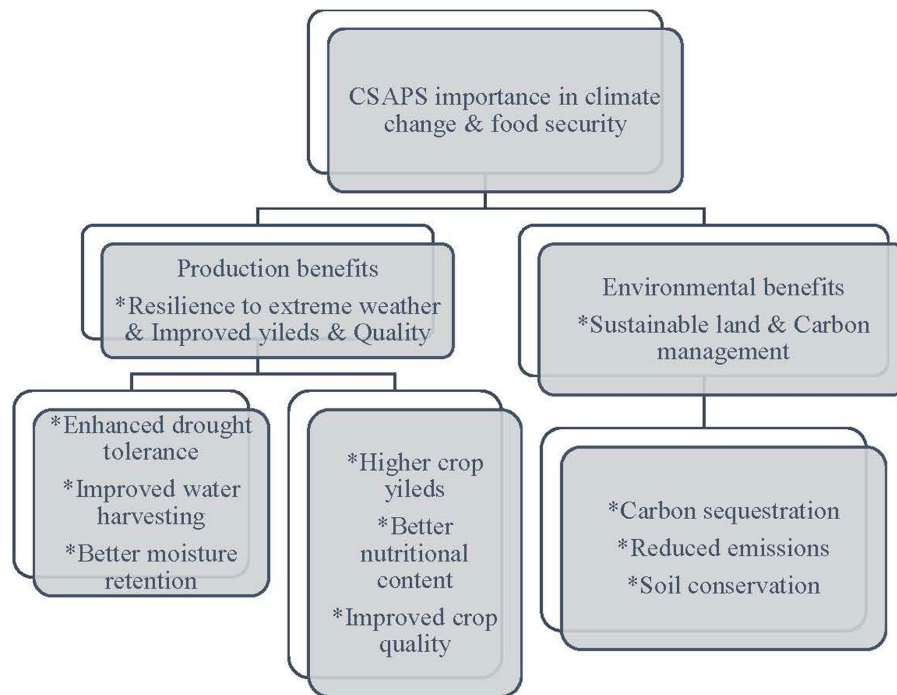 CSAPS importance in climate
change & food security
Production benefits
*Resilience to extreme weather
& Improved yileds & Quality
Environmental benefits
*Sustainable land & Carbon
management
*Enhanced drought
tolerance
*Improved water
harvesting
*Better moisture
retention
*Higher crop
yileds
*Better
nutritional
content
*Improved crop
quality
*Carbon sequestration
*Reduced emissions
*Soil conservation